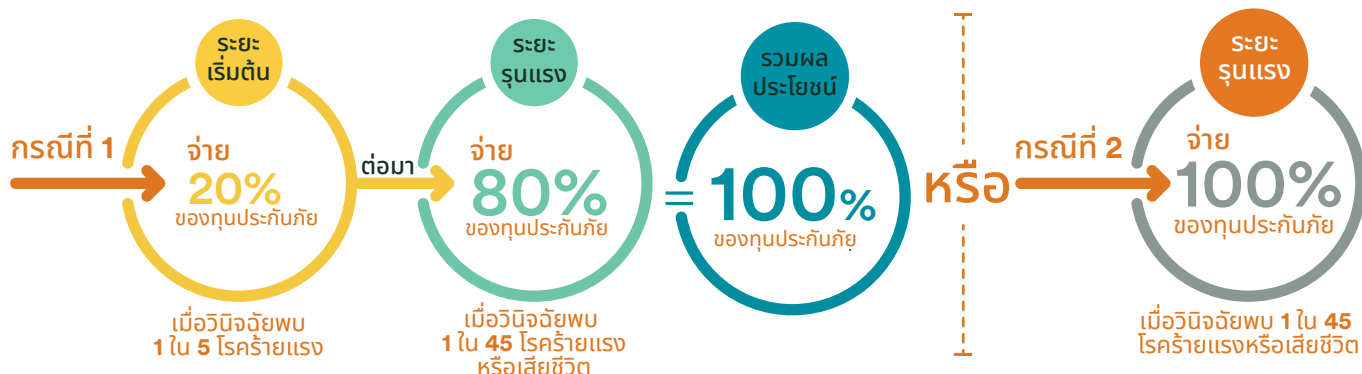 กรณีที่ 1
ระยะ
เริ่มต้น
จ่าย
20%
ของทุนประกันภัย
เมื่อวินิจฉัยพบ
1 ใน 5 โรคร้ายแรง
ต่อมา
ระยะ
รุนแรง
จ่าย
80%
ของทุนประกันภัย
เมื่อวินิจฉัยพบ
1 ใน 45 โรคร้ายแรง
หรือเสียชีวิต
=
รวมผล
ประโยชน์
100%
ของทุนประกันภัย
หรือ
กรณีที่ 2
ระยะ
รุนแรง
จ่าย
100%
ของทุนประกันภัย
เมื่อวินิจฉัยพบ 1 ใน 45
โรคร้ายแรงหรือเสียชีวิต